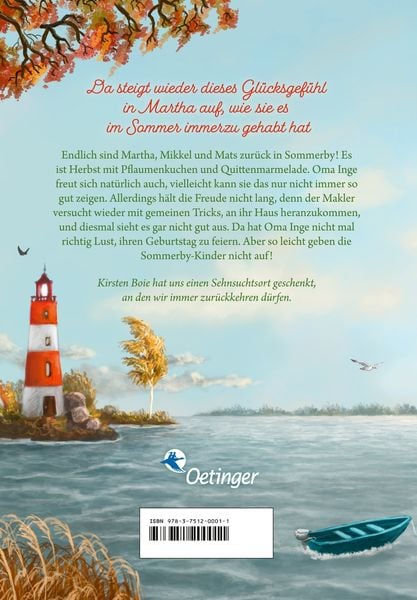 Da steigt wieder dieses Glücksgefühl
in Martha auf, wie sie es
im Sommer immerzu gehabt hat
Endlich sind Martha, Mikkel und Mats zurück in Sommerby! Es
ist Herbst mit Pflaumenkuchen und Quittenmarmelade. Oma Inge
freut sich natürlich auch, vielleicht kann sie das nur nicht immer so
gut zeigen. Allerdings hält die Freude nicht lang, denn der Makler
versucht wieder mit gemeinen Tricks, an ihr Haus heranzukommen,
und diesmal sieht es gar nicht gut aus. Da hat Oma Inge nicht mal
richtig Lust, ihren Geburtstag zu feiern. Aber so leicht geben die
Sommerby-Kinder nicht auf!
Kirsten Boie hat uns einen Sehnsuchtsort geschenkt,
an den wir immer zurückkehren dürfen.
Oetinger
ISBN 978-3-7512-0001-1